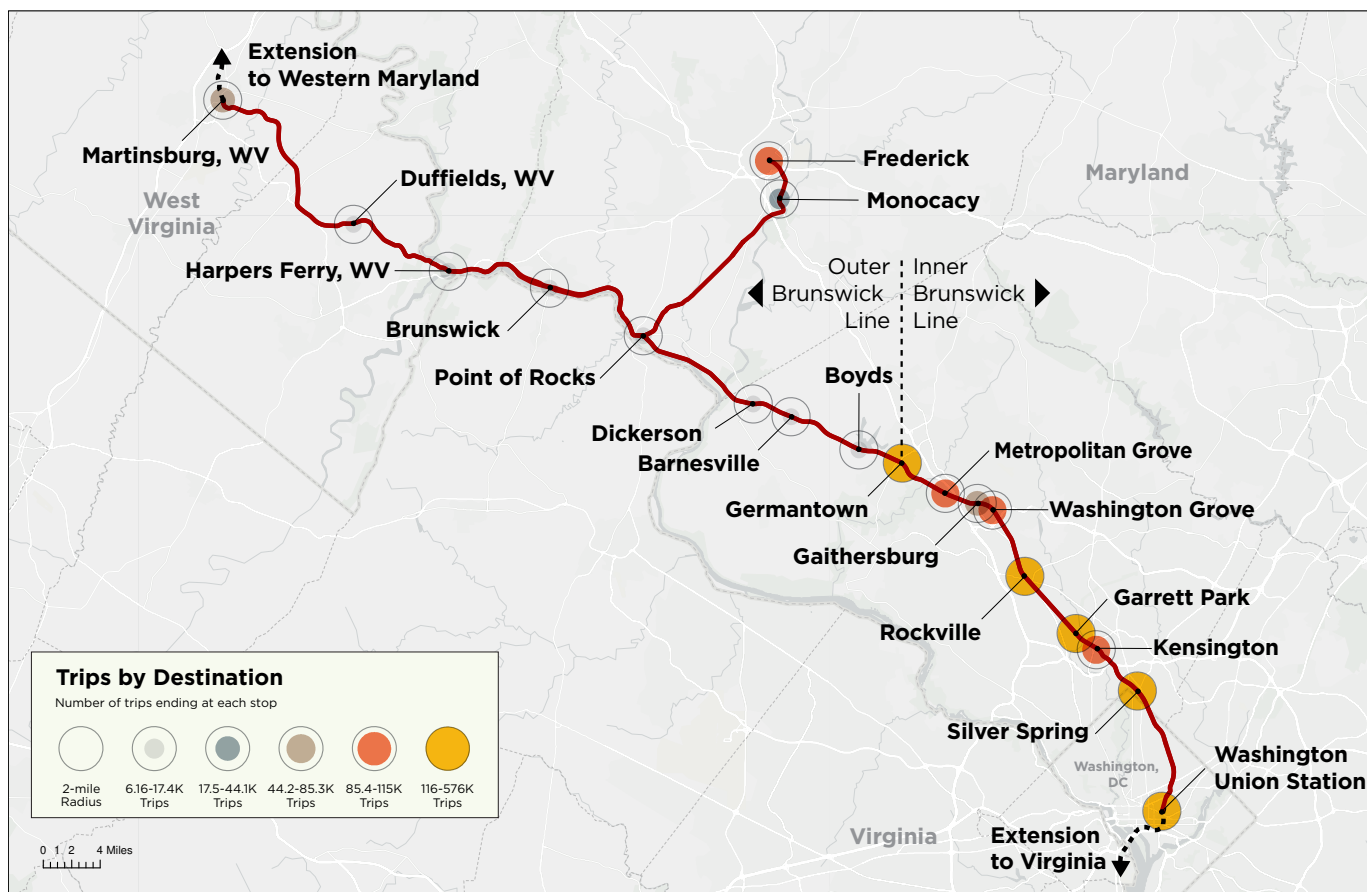 Extension
to Western Maryland
Martinsburg, WV
West
Virginia
Duffields, WV
Harpers Ferry, WV
Brunswick
Point of Rocks
Frederick
Monocacy
Maryland
Outer
Brunswick
Line
Inner
Brunswick
Line
Boyds
Dickerson
Barnesville
Metropolitan Grove
Germantown
Washington Grove
Gaithersburg
Garrett Park
Rockville
Kensington
Silver Spring
Washington
Union Station
Washington,
DC
Virginia
Extension
to Virginia
Trips by Destination
Number of trips ending at each stop
2-mile
Radius
6.16-17.4K
Trips
17.5-44.1K
Trips
44.2-85.3K
Trips
85.4-115K
Trips
116-576K
Trips
0 1 2 4 Miles